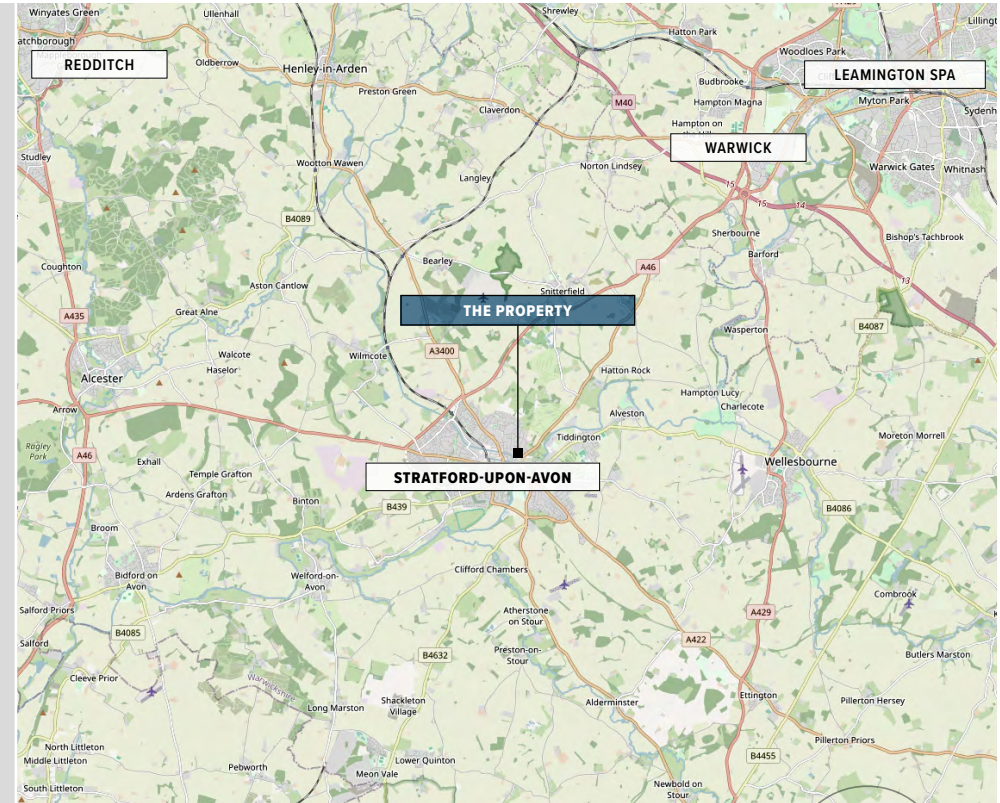 Winyates Green
Ullenhall
Shrewley
Hatton Park
Lillingt
atchborough
REDDITCH
Oldberrow
Henley-in-Arden
Woodloes Park
LEAMINGTON SPA
Preston Green
Budbrooke
Claverdon
M40
Hampton Magna
Myton Park
Sydenh
Hampton on
WARWICK
Studley
Wootton Wawen
Norton Lindsey
Warwick Gates
Whitnash
Langley
15
15
14
B4089
Sherbourne
Bishop's Tachbrook
Barford
Coughton
Bearley
A46
13
Aston Cantlow
Snitterfield
THE PROPERTY
A435
Great Alne
B4087
Wasperton
Walcote
Wilmcote
A3400
Haselor
Hatton Rock
Alcester
Hampton Lucy
Charlecote
Arrow
Alveston
Tiddington
Moreton Morrell
Ragley
Park
A46
Exhall
Wellesbourne
Temple Grafton
STRATFORD-UPON-AVON
Ardens Grafton
Binton
B439
B4086
Broom
Bidford on
Avon
Welford-on-
Avon
Clifford Chambers
Combrook
Salford Priors
Atherstone
on Stour
A429
B4085
Salford
A422
Preston-on-
Stour
B4632
Butlers Marston
Cleeve Prior
Warwickshire
Ettington
Long Marston
Shackleton
Village
Alderminster
Pillerton Hersey
North Littleton
Pillerton Priors
Middle Littleton
Pebworth
Lower Quinton
B4455
Meon Vale
South Littleton
Newbold on
Stour